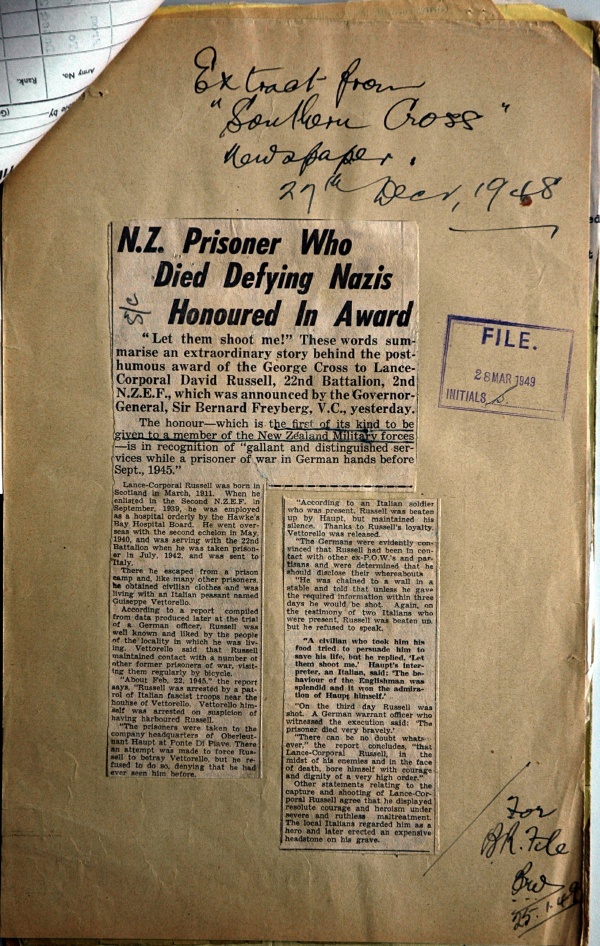 Army No.
Rank.
Extract from
"Southern Cross"
newspaper.
27th Decr, 1948
N.Z. Prisoner Who
Died Defying Nazis
Honoured In Award
S/C
"Let them shoot me!" These words sum-
marise an extraordinary story behind the post-
humous award of the George Cross to Lance-
Corporal David Russell, 22nd Battalion, 2nd
N.Z.E.F., which was announced by the Governor-
General, Sir Bernard Freyberg, V.C., yesterday.
The honour—which is the first of its kind to be
given to a member of the New Zealand Military forces
—is in recognition of "gallant and distinguished ser-
vices while a prisoner of war in German hands before
Sept., 1945."
Lance-Corporal Russell was born in
Scotland in March, 1911. When he
enlisted in the Second N.Z.E.F. in
September, 1939, he was employed
as a hospital orderly by the Hawke's
Bay Hospital Board. He went over-
seas with the second echelon in May,
1940, and was serving with the 22nd
Battalion when he was taken prison-
er in July, 1942, and was sent to
Italy.
There he escaped from a prison
camp and, like many other prisoners,
he obtained civilian clothes and was
living with an Italian peasant named
Guiseppe Vettorello.
According to a report compiled
from data produced later at the trial
of a German officer, Russell was
well known and liked by the people
of the locality in which he was liv-
ing. Vettorello said that Russell
maintained contact with a number of
other former prisoners of war, visit-
ing them regularly by bicycle.
"About Feb. 22, 1945," the report
says, "Russell was arrested by a pat-
rol of Italian fascist troops near the
house of Vettorello. Vettorello him-
self was arrested on suspicion of
having harboured Russell.
"The prisoners were taken to the
company headquarters of Oberleut-
nant Haupt at Ponte Di Piave. There
an attempt was made to force Rus-
sell to betray Vettorello, but he re-
fused to do so, denying that he had
ever seen him before.
"According to an Italian soldier
who was present, Russell was beaten
up by Haupt, but maintained his
silence. Thanks to Russell's loyalty,
Vettorello was released.
"The Germans were evidently con-
vinced that Russell had been in con-
tact with other ex-P.O.W.'s and par-
tisans and were determined that he
should disclose their whereabouts
"He was chained to a wall in a
stable and told that unless he gave
the required information within three
days he would be shot. Again, on
the testimony of two Italians who
were present, Russell was beaten up,
but he refused to speak.
"A civilian who took him his
food tried to persuade him to
save his life, but he replied, 'Let
them shoot me.' Haupt's inter-
preter, an Italian, said: 'The be-
haviour of the Englishman was
splendid and it won the admira-
tion of Haupt himself.'
"On the third day Russell was
shot. A German warrant officer who
witnessed the execution said: 'The
prisoner died very bravely.'
"There can be no doubt whats-
ever," the report concludes, "that
Lance-Corporal Russell, in the
midst of his enemies and in the face
of death, bore himself with courage
and dignity of a very high order."
Other statements relating to the
capture and shooting of Lance-Cor-
poral Russell agree that he displayed
resolute courage and heroism under
severe and ruthless maltreatment.
The local Italians regarded him as a
hero and later erected an expensive
headstone on his grave.
FILE.
28 MAR 1949
INITIALS
For
B.R. File
25.1.49